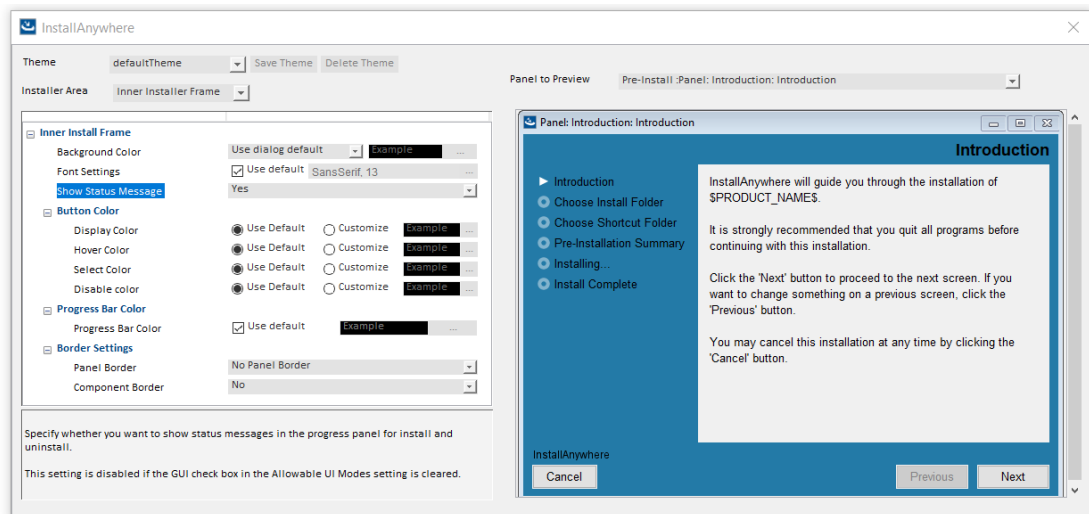 InstallAnywhere
Theme defaultTheme Save Theme Delete Theme
Installer Area Inner Installer Frame
Panel to Preview Pre-Install :Panel: Introduction: Introduction
Inner Install Frame
Background Color Use dialog default Example ...
Font Settings Use default SansSerif, 13 ...
Show Status Message Yes
Button Color
Display Color Use Default Customize Example ...
Hover Color Use Default Customize Example ...
Select Color Use Default Customize Example ...
Disable color Use Default Customize Example ...
Progress Bar Color
Progress Bar Color Use default Example ...
Border Settings
Panel Border No Panel Border
Component Border No
Specify whether you want to show status messages in the progress panel for install and
uninstall.
This setting is disabled if the GUI check box in the Allowable UI Modes setting is cleared.
Panel: Introduction: Introduction
Introduction
Introduction
Choose Install Folder
Choose Shortcut Folder
Pre-Installation Summary
Installing...
Install Complete
InstallAnywhere will guide you through the installation of
$PRODUCT_NAME$.
It is strongly recommended that you quit all programs before
continuing with this installation.
Click the 'Next' button to proceed to the next screen. If you
want to change something on a previous screen, click the
'Previous' button.
You may cancel this installation at any time by clicking the
'Cancel' button.
InstallAnywhere
Cancel Previous Next